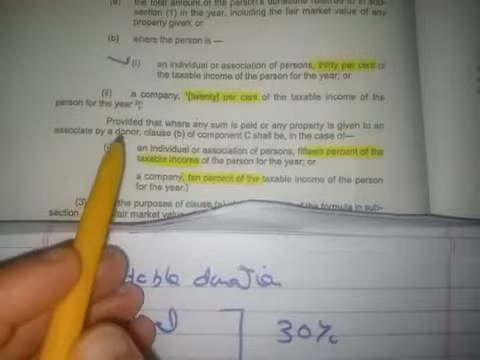 (a) the total amount of the person's donations referred to in sub-
section (1) in the year, including the fair market value of any
property given; or
(b) where the person is —
(i) an individual or association of persons, thirty per cent of
the taxable income of the person for the year; or
(ii) a company, [twenty] per cent of the taxable income of the
person for the year [:]
Provided that where any sum is paid or any property is given to an
associate by a donor, clause (b) of component C shall be, in the case of—
an individual or association of persons, fifteen percent of the
taxable income of the person for the year; or
a company, ten percent of the taxable income of the person
for the year.]
(3) the purposes of clause (a) of the formula in sub-
section fair market value
30%